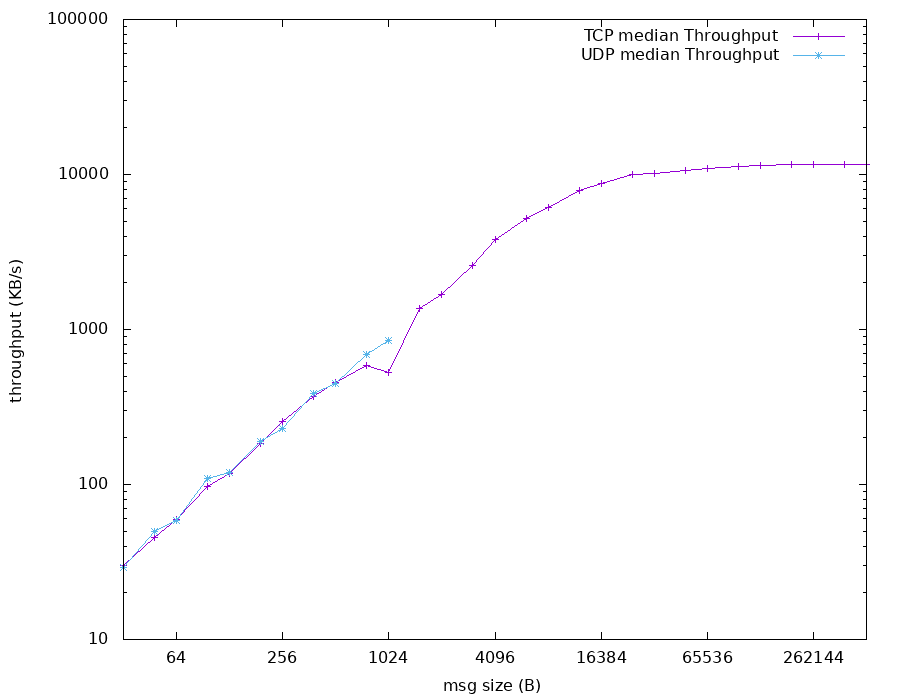 100000
10000
1000
100
10
throughput (KB/s)
TCP median Throughput
UDP median Throughput
64 256 1024 4096 16384 65536 262144
msg size (B)